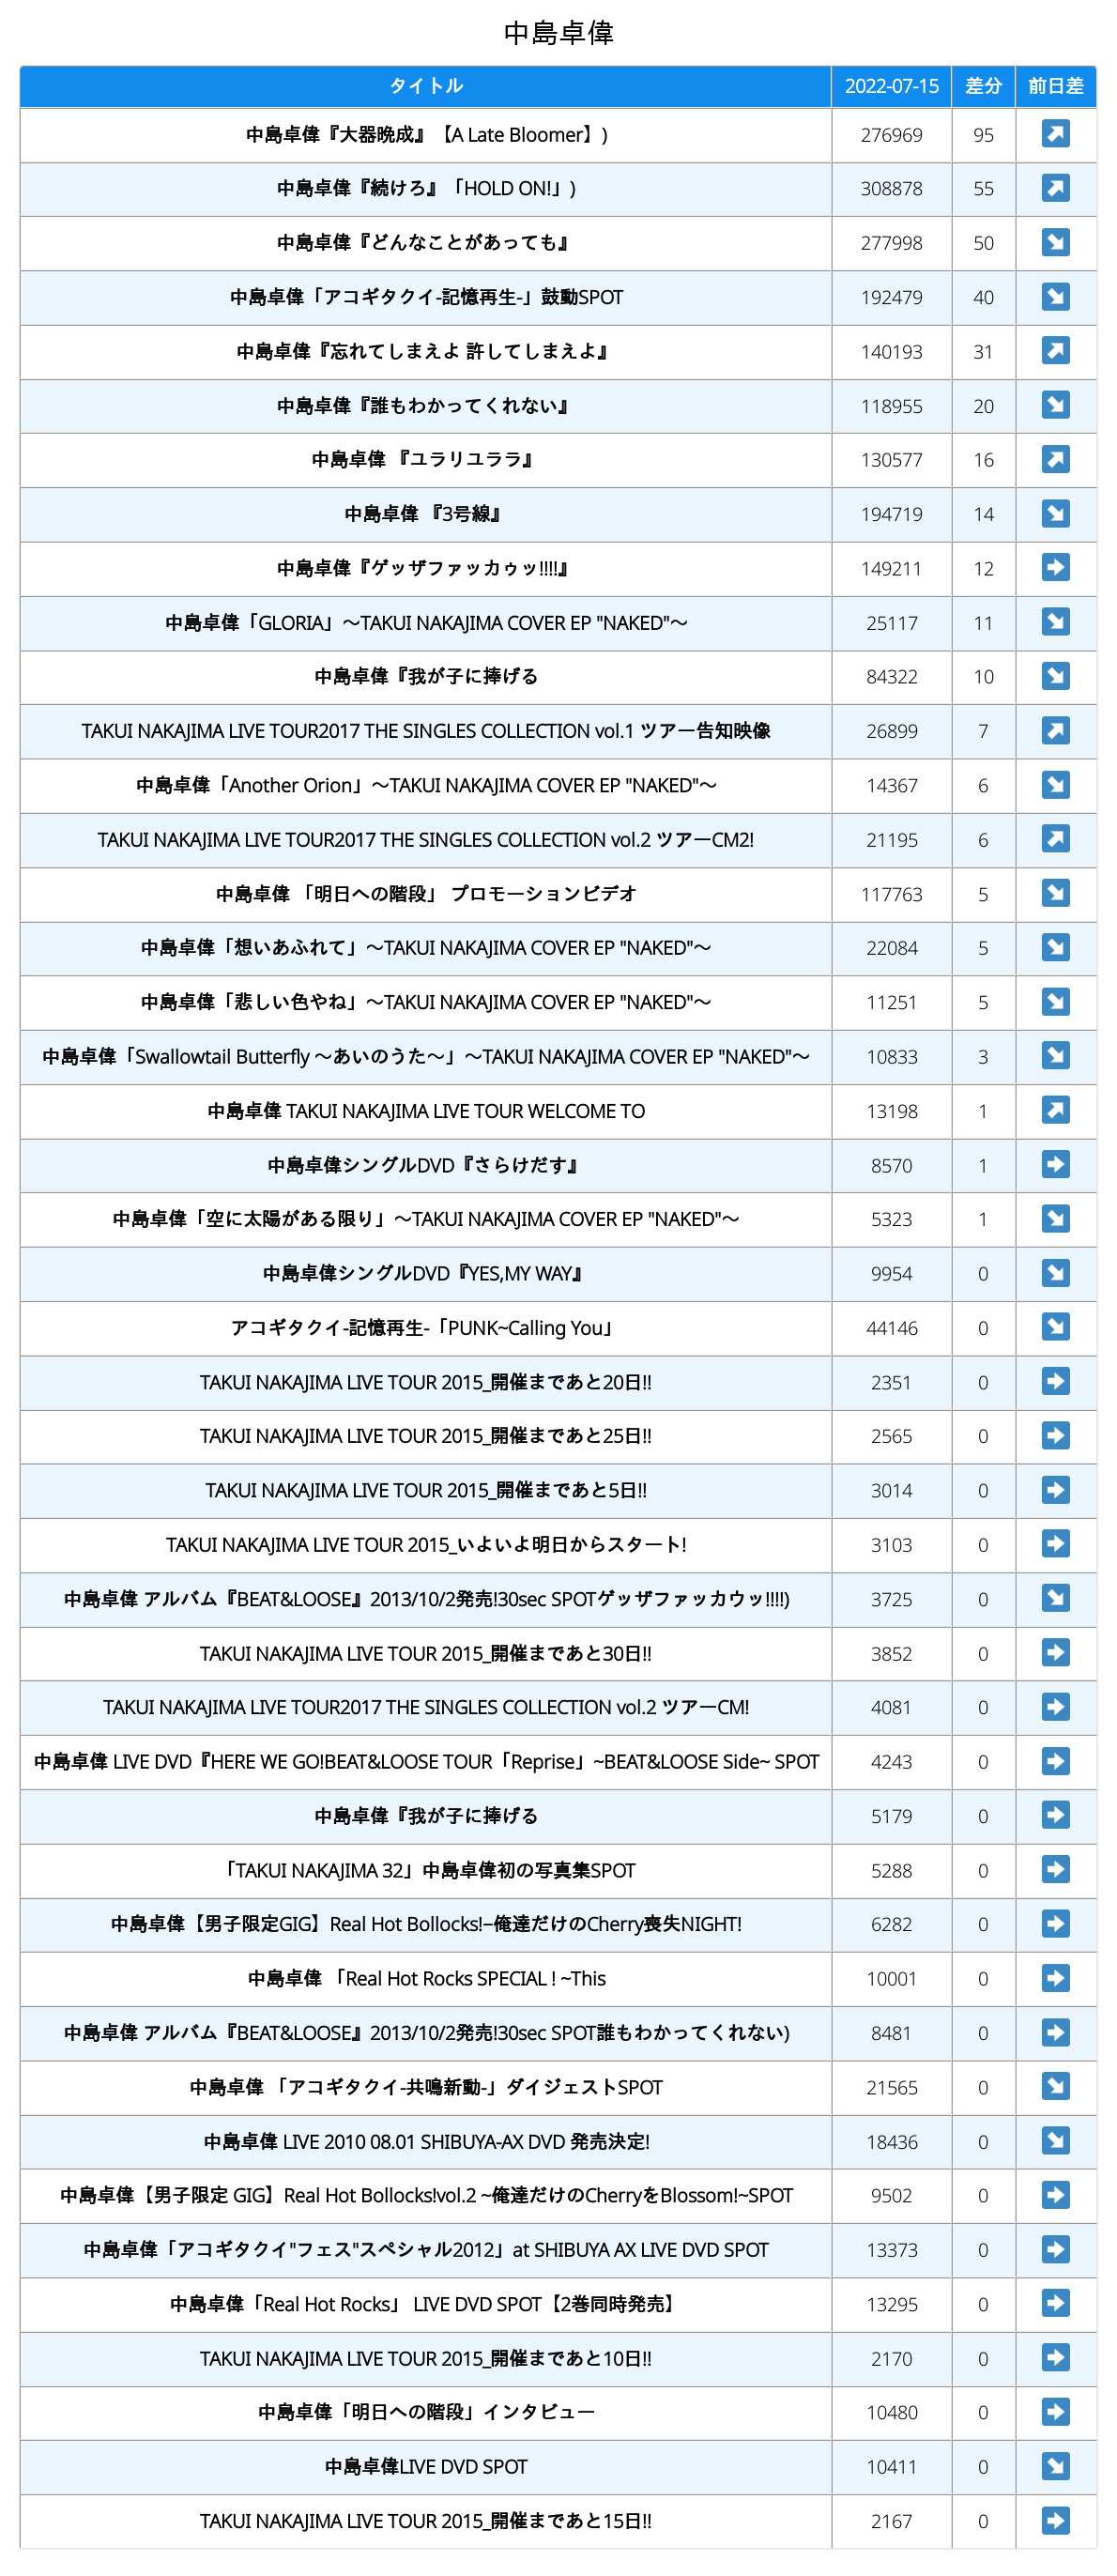 中島卓偉
タイトル 2022-07-15 差分 前日差
中島卓偉『大器晩成』【A Late Bloomer】) 276969 95 ↗
中島卓偉『続けろ』「HOLD ON!」) 308878 55 ↗
中島卓偉『どんなことがあっても』 277998 50 ↘
中島卓偉「アコギタクイ-記憶再生-」鼓動SPOT 192479 40 ↘
中島卓偉『忘れてしまえよ 許してしまえよ』 140193 31 ↗
中島卓偉『誰もわかってくれない』 118955 20 ↘
中島卓偉 『ユラリユララ』 130577 16 ↗
中島卓偉 『3号線』 194719 14 ↘
中島卓偉『ゲッザファッカゥッ!!!!』 149211 12 ➡
中島卓偉「GLORIA」～TAKUI NAKAJIMA COVER EP "NAKED"～ 25117 11 ↘
中島卓偉『我が子に捧げる 84322 10 ↘
TAKUI NAKAJIMA LIVE TOUR2017 THE SINGLES COLLECTION vol.1 ツアー告知映像 26899 7 ↗
中島卓偉「Another Orion」～TAKUI NAKAJIMA COVER EP "NAKED"～ 14367 6 ↘
TAKUI NAKAJIMA LIVE TOUR2017 THE SINGLES COLLECTION vol.2 ツアーCM2! 21195 6 ↗
中島卓偉 「明日への階段」 プロモーションビデオ 117763 5 ↘
中島卓偉「想いあふれて」～TAKUI NAKAJIMA COVER EP "NAKED"～ 22084 5 ↘
中島卓偉「悲しい色やね」～TAKUI NAKAJIMA COVER EP "NAKED"～ 11251 5 ↘
中島卓偉「Swallowtail Butterfly ～あいのうた～」～TAKUI NAKAJIMA COVER EP "NAKED"～ 10833 3 ↘
中島卓偉 TAKUI NAKAJIMA LIVE TOUR WELCOME TO 13198 1 ↗
中島卓偉シングルDVD『さらけだす』 8570 1 ➡
中島卓偉「空に太陽がある限り」～TAKUI NAKAJIMA COVER EP "NAKED"～ 5323 1 ↘
中島卓偉シングルDVD『YES,MY WAY』 9954 0 ↘
アコギタクイ-記憶再生-「PUNK~Calling You」 44146 0 ↘
TAKUI NAKAJIMA LIVE TOUR 2015_開催まであと20日!! 2351 0 ➡
TAKUI NAKAJIMA LIVE TOUR 2015_開催まであと25日!! 2565 0 ➡
TAKUI NAKAJIMA LIVE TOUR 2015_開催まであと5日!! 3014 0 ➡
TAKUI NAKAJIMA LIVE TOUR 2015_いよいよ明日からスタート! 3103 0 ➡
中島卓偉 アルバム『BEAT&LOOSE』2013/10/2発売!30sec SPOTゲッザファッカウッ!!!!) 3725 0 ↘
TAKUI NAKAJIMA LIVE TOUR 2015_開催まであと30日!! 3852 0 ➡
TAKUI NAKAJIMA LIVE TOUR2017 THE SINGLES COLLECTION vol.2 ツアーCM! 4081 0 ➡
中島卓偉 LIVE DVD『HERE WE GO!BEAT&LOOSE TOUR「Reprise」~BEAT&LOOSE Side~ SPOT 4243 0 ➡
中島卓偉『我が子に捧げる 5179 0 ➡
「TAKUI NAKAJIMA 32」中島卓偉初の写真集SPOT 5288 0 ➡
中島卓偉【男子限定GIG】Real Hot Bollocks!−俺達だけのCherry喪失NIGHT! 6282 0 ➡
中島卓偉 「Real Hot Rocks SPECIAL ! ~This 10001 0 ➡
中島卓偉 アルバム『BEAT&LOOSE』2013/10/2発売!30sec SPOT誰もわかってくれない) 8481 0 ➡
中島卓偉 「アコギタクイ-共鳴新動-」ダイジェストSPOT 21565 0 ↘
中島卓偉 LIVE 2010 08.01 SHIBUYA-AX DVD 発売決定! 18436 0 ↘
中島卓偉【男子限定 GIG】Real Hot Bollocks!vol.2 ~俺達だけのCherryをBlossom!~SPOT 9502 0 ➡
中島卓偉「アコギタクイ"フェス"スペシャル2012」at SHIBUYA AX LIVE DVD SPOT 13373 0 ➡
中島卓偉「Real Hot Rocks」 LIVE DVD SPOT【2巻同時発売】 13295 0 ➡
TAKUI NAKAJIMA LIVE TOUR 2015_開催まであと10日!! 2170 0 ➡
中島卓偉「明日への階段」インタビュー 10480 0 ➡
中島卓偉LIVE DVD SPOT 10411 0 ↘
TAKUI NAKAJIMA LIVE TOUR 2015_開催まであと15日!! 2167 0 ➡